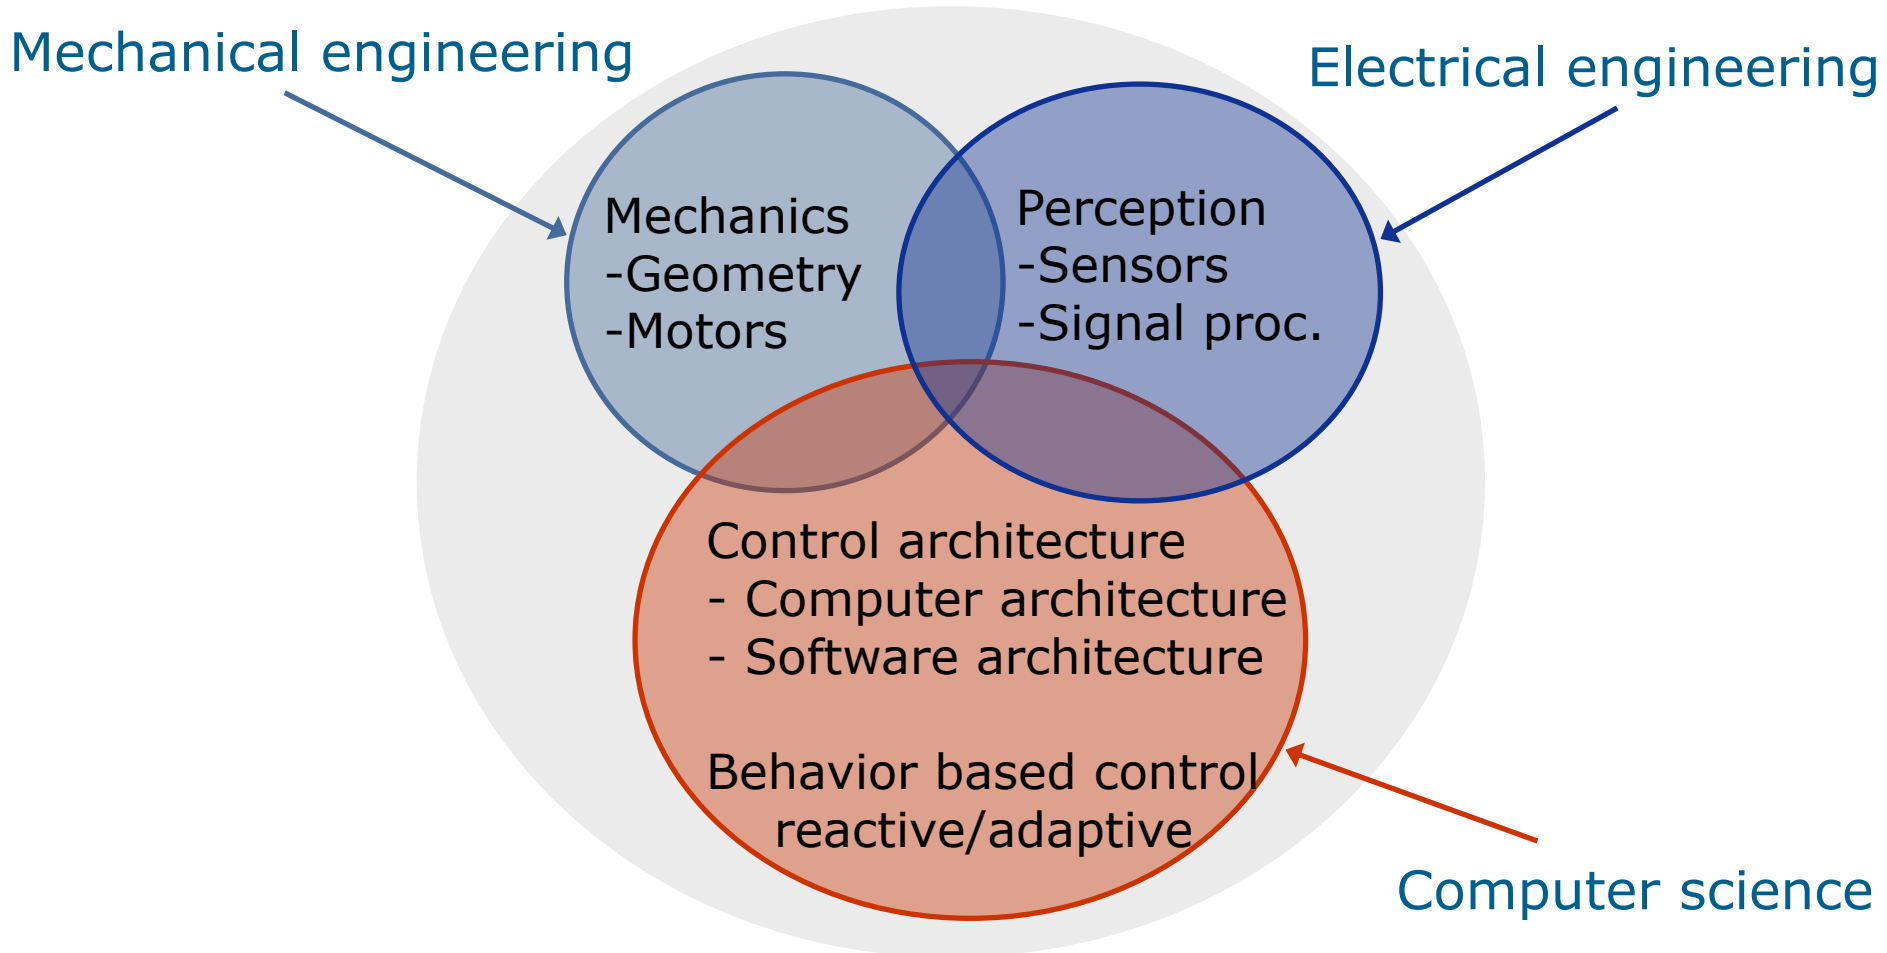 Mechanical engineering
Electrical engineering
Mechanics
-Geometry
-Motors
Perception
-Sensors
-Signal proc.
Control architecture
- Computer architecture
- Software architecture
Behavior based control
reactive/adaptive
Computer science